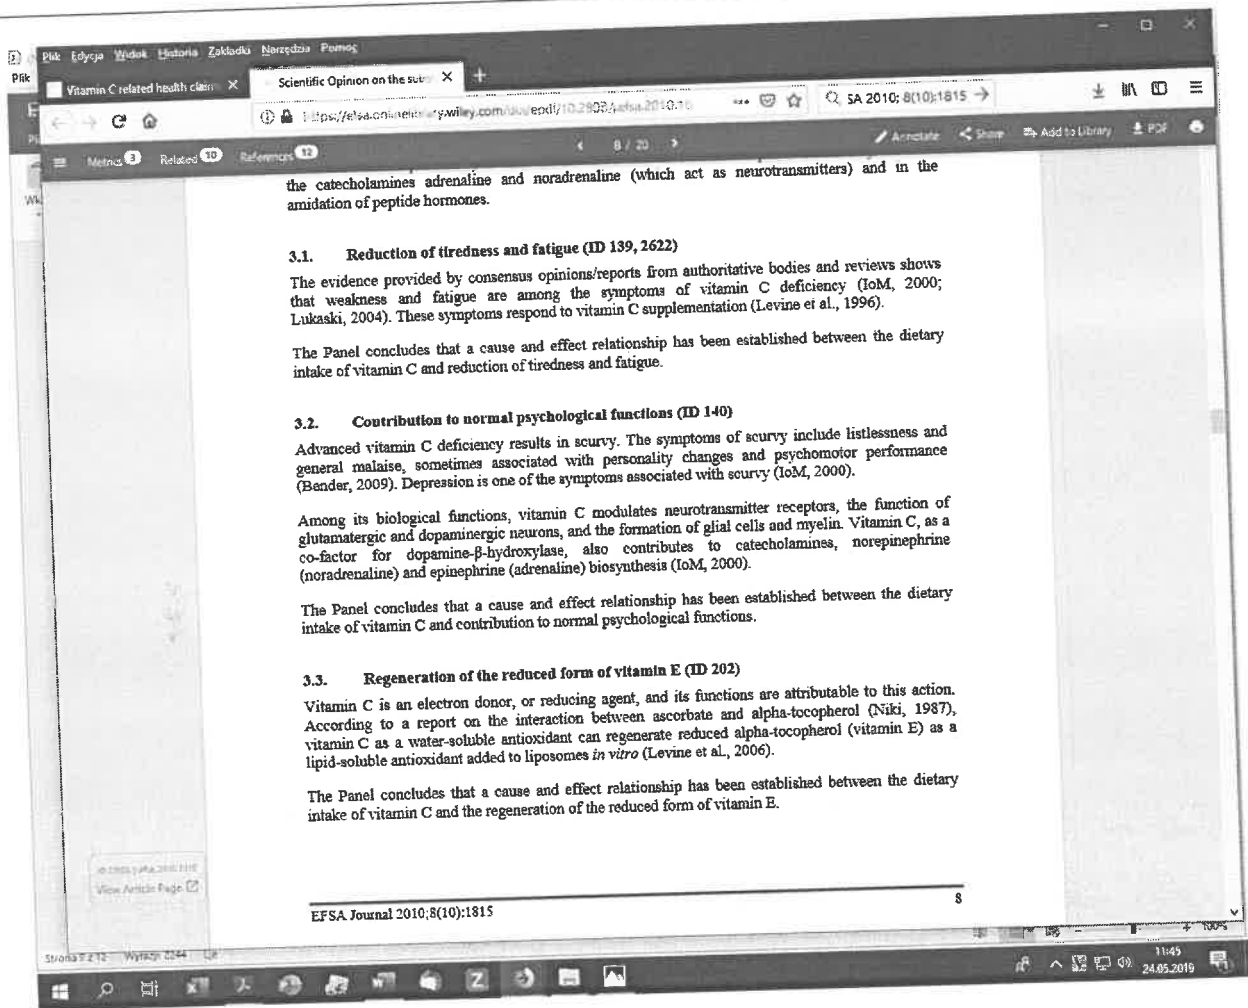 Plik Edycja Widok Historia Zakładki Narzędzia Pomoc
Plik
Vitamin C related health claim × Scientific Opinion on the sub × +
SA 2010; 8(10):1815
Metrics 3 Related 10 References 12 8 / 20 Annotate Share Add to Library PDF
the catecholamines adrenaline and noradrenaline (which act as neurotransmitters) and in the
amidation of peptide hormones.
3.1. Reduction of tiredness and fatigue (ID 139, 2622)
The evidence provided by consensus opinions/reports from authoritative bodies and reviews shows
that weakness and fatigue are among the symptoms of vitamin C deficiency (IoM, 2000;
Lukaski, 2004). These symptoms respond to vitamin C supplementation (Levine et al., 1996).
The Panel concludes that a cause and effect relationship has been established between the dietary
intake of vitamin C and reduction of tiredness and fatigue.
3.2. Contribution to normal psychological functions (ID 140)
Advanced vitamin C deficiency results in scurvy. The symptoms of scurvy include listlessness and
general malaise, sometimes associated with personality changes and psychomotor performance
(Bender, 2009). Depression is one of the symptoms associated with scurvy (IoM, 2000).
Among its biological functions, vitamin C modulates neurotransmitter receptors, the function of
glutamatergic and dopaminergic neurons, and the formation of glial cells and myelin. Vitamin C, as a
co-factor for dopamine-β-hydroxylase, also contributes to catecholamines, norepinephrine
(noradrenaline) and epinephrine (adrenaline) biosynthesis (IoM, 2000).
The Panel concludes that a cause and effect relationship has been established between the dietary
intake of vitamin C and contribution to normal psychological functions.
3.3. Regeneration of the reduced form of vitamin E (ID 202)
Vitamin C is an electron donor, or reducing agent, and its functions are attributable to this action.
According to a report on the interaction between ascorbate and alpha-tocopherol (Niki, 1987),
vitamin C as a water-soluble antioxidant can regenerate reduced alpha-tocopherol (vitamin E) as a
lipid-soluble antioxidant added to liposomes in vitro (Levine et al., 2006).
The Panel concludes that a cause and effect relationship has been established between the dietary
intake of vitamin C and the regeneration of the reduced form of vitamin E.
View Article Page
8
EFSA Journal 2010;8(10):1815
100%
11:45
24.05.2019